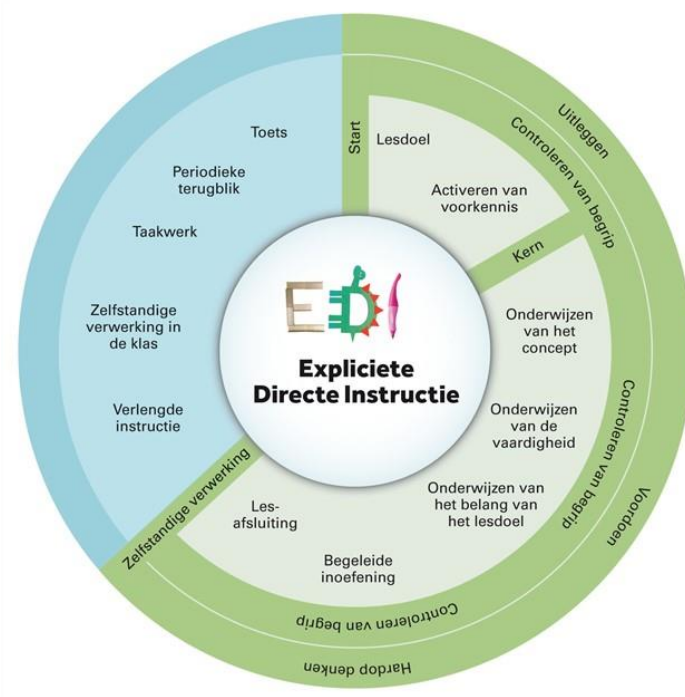 EDI
Expliciete
Directe Instructie
Start
Lesdoel
Activeren van
voorkennis
Kern
Onderwijzen
van het
concept
Onderwijzen
van de
vaardigheid
Onderwijzen van
het belang van
het lesdoel
Begeleide
inoefening
Les-
afsluiting
Zelfstandige verwerking
Verlengde
instructie
Zelfstandige
verwerking in
de klas
Taakwerk
Periodieke
terugblik
Toets
Controleren van begrip
Controleren van begrip
Controleren van begrip
Uitleggen
Voordoen
Hardop denken